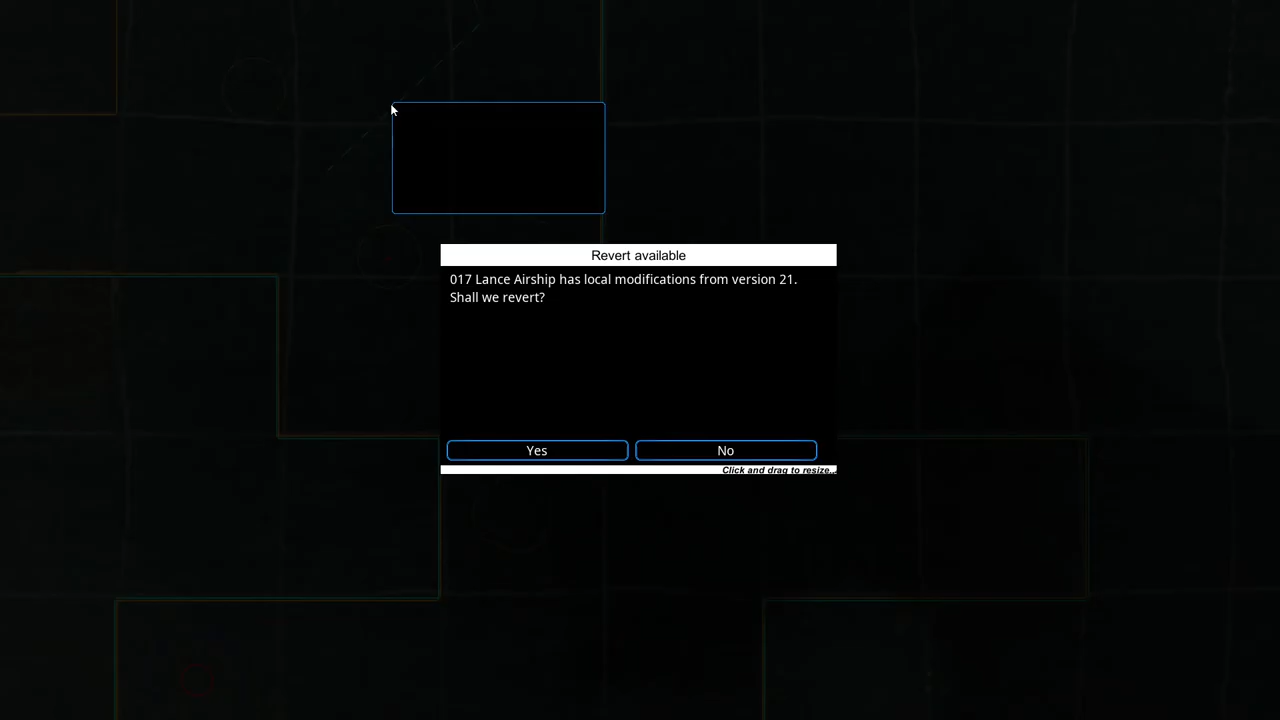 Revert available
017 Lance Airship has local modifications from version 21.
Shall we revert?
Yes No
Click and drag to resize..